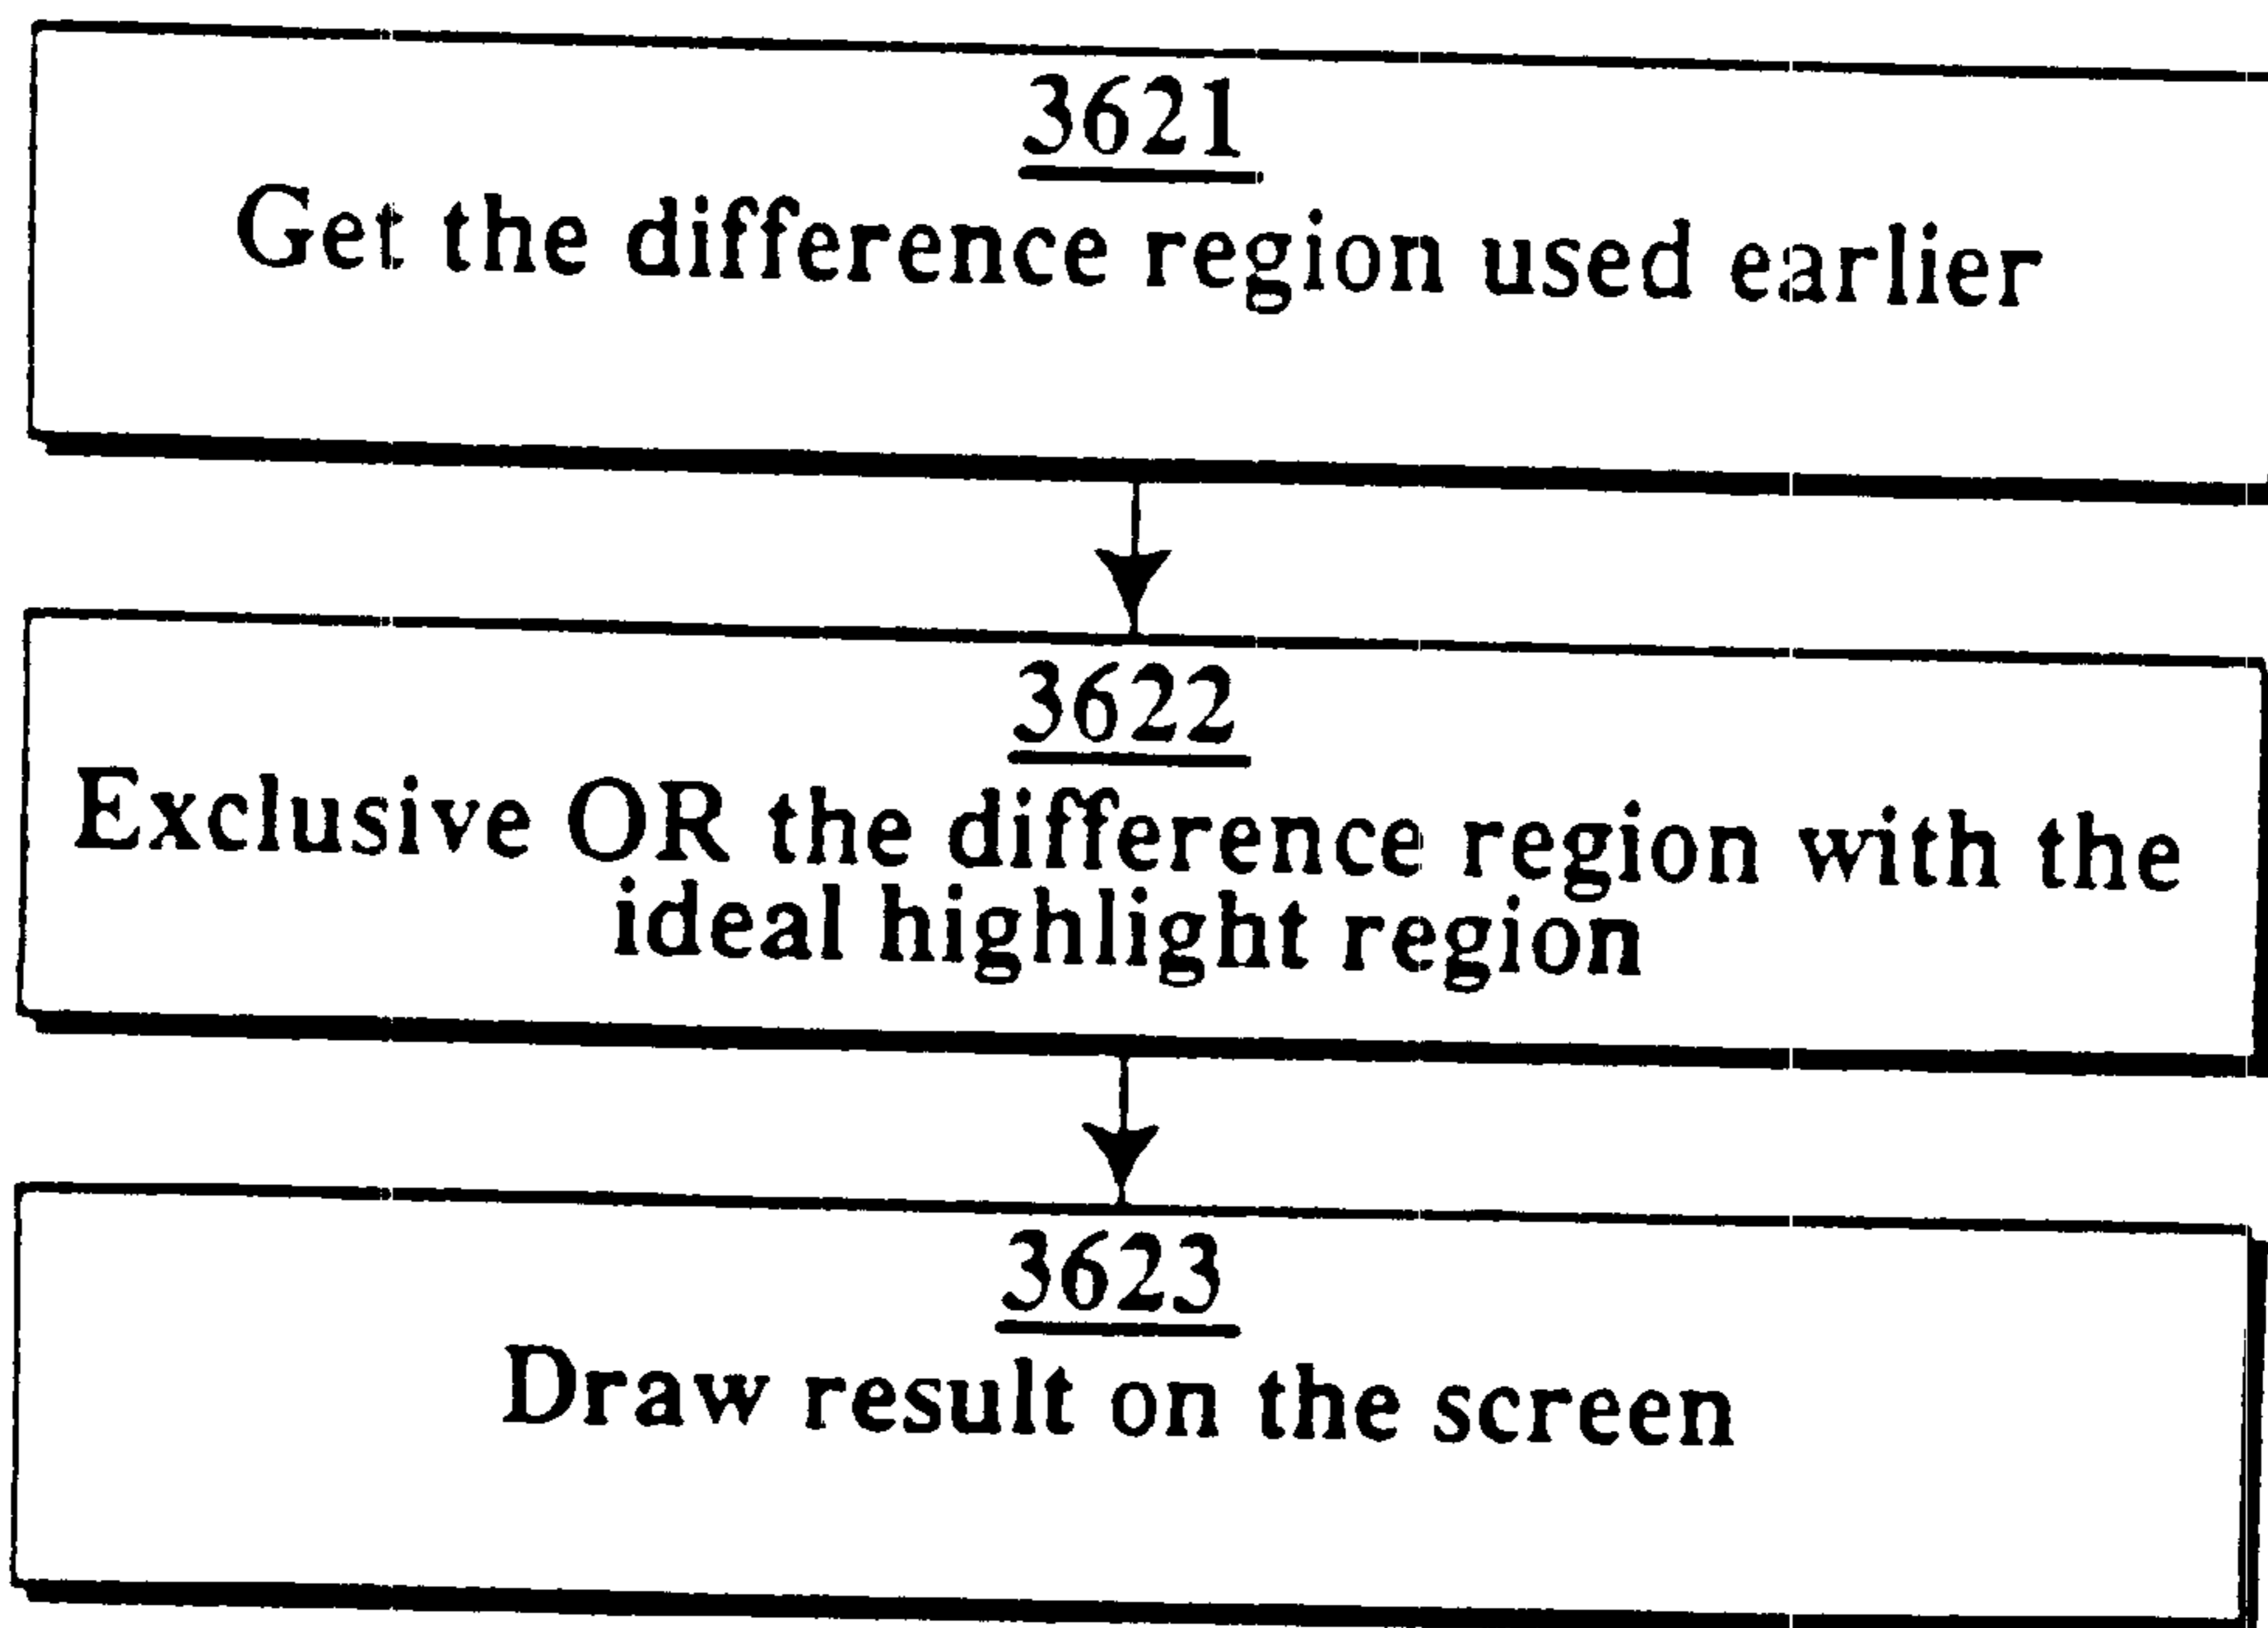 3621
Get the difference region used earlier
3622
Exclusive OR the difference region with the
ideal highlight region
3623
Draw result on the screen